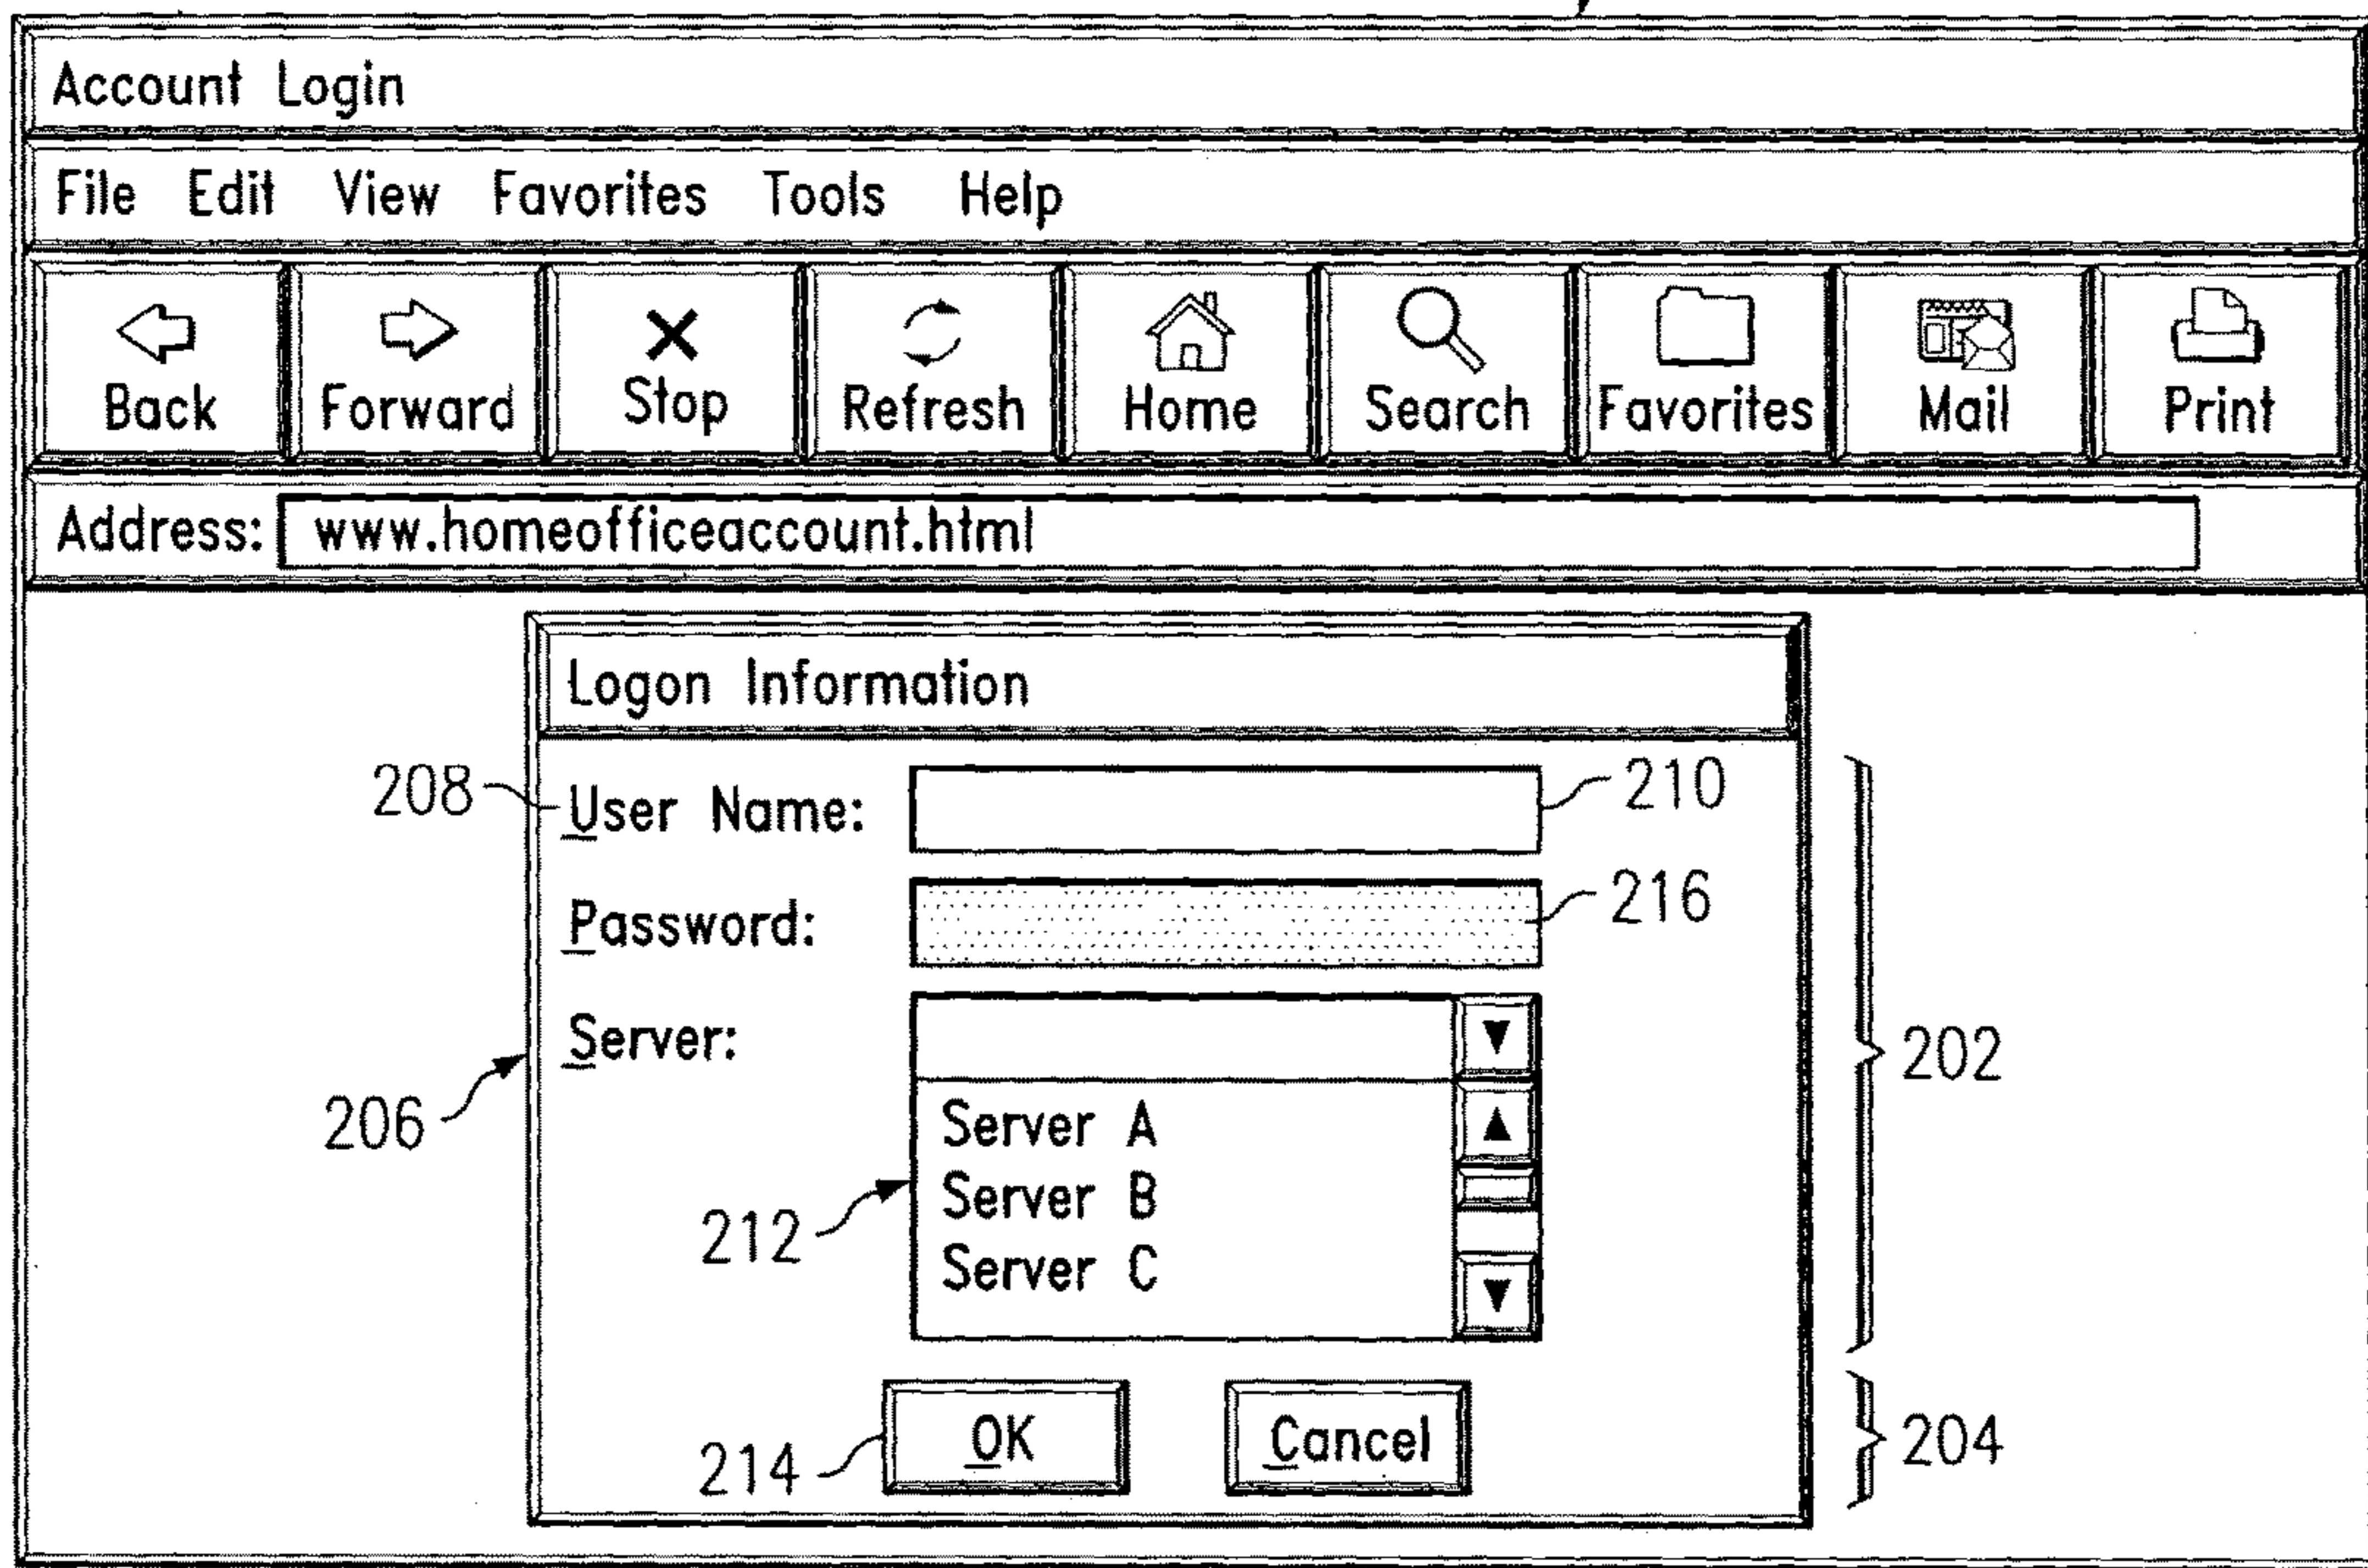 Account Login
File Edit View Favorites Tools Help
Back Forward Stop Refresh Home Search Favorites Mail Print
Address: www.homeofficeaccount.html
Logon Information
208 User Name: 210
Password: 216
Server:
202
206
Server A
Server B
212
Server C
OK Cancel
214
204